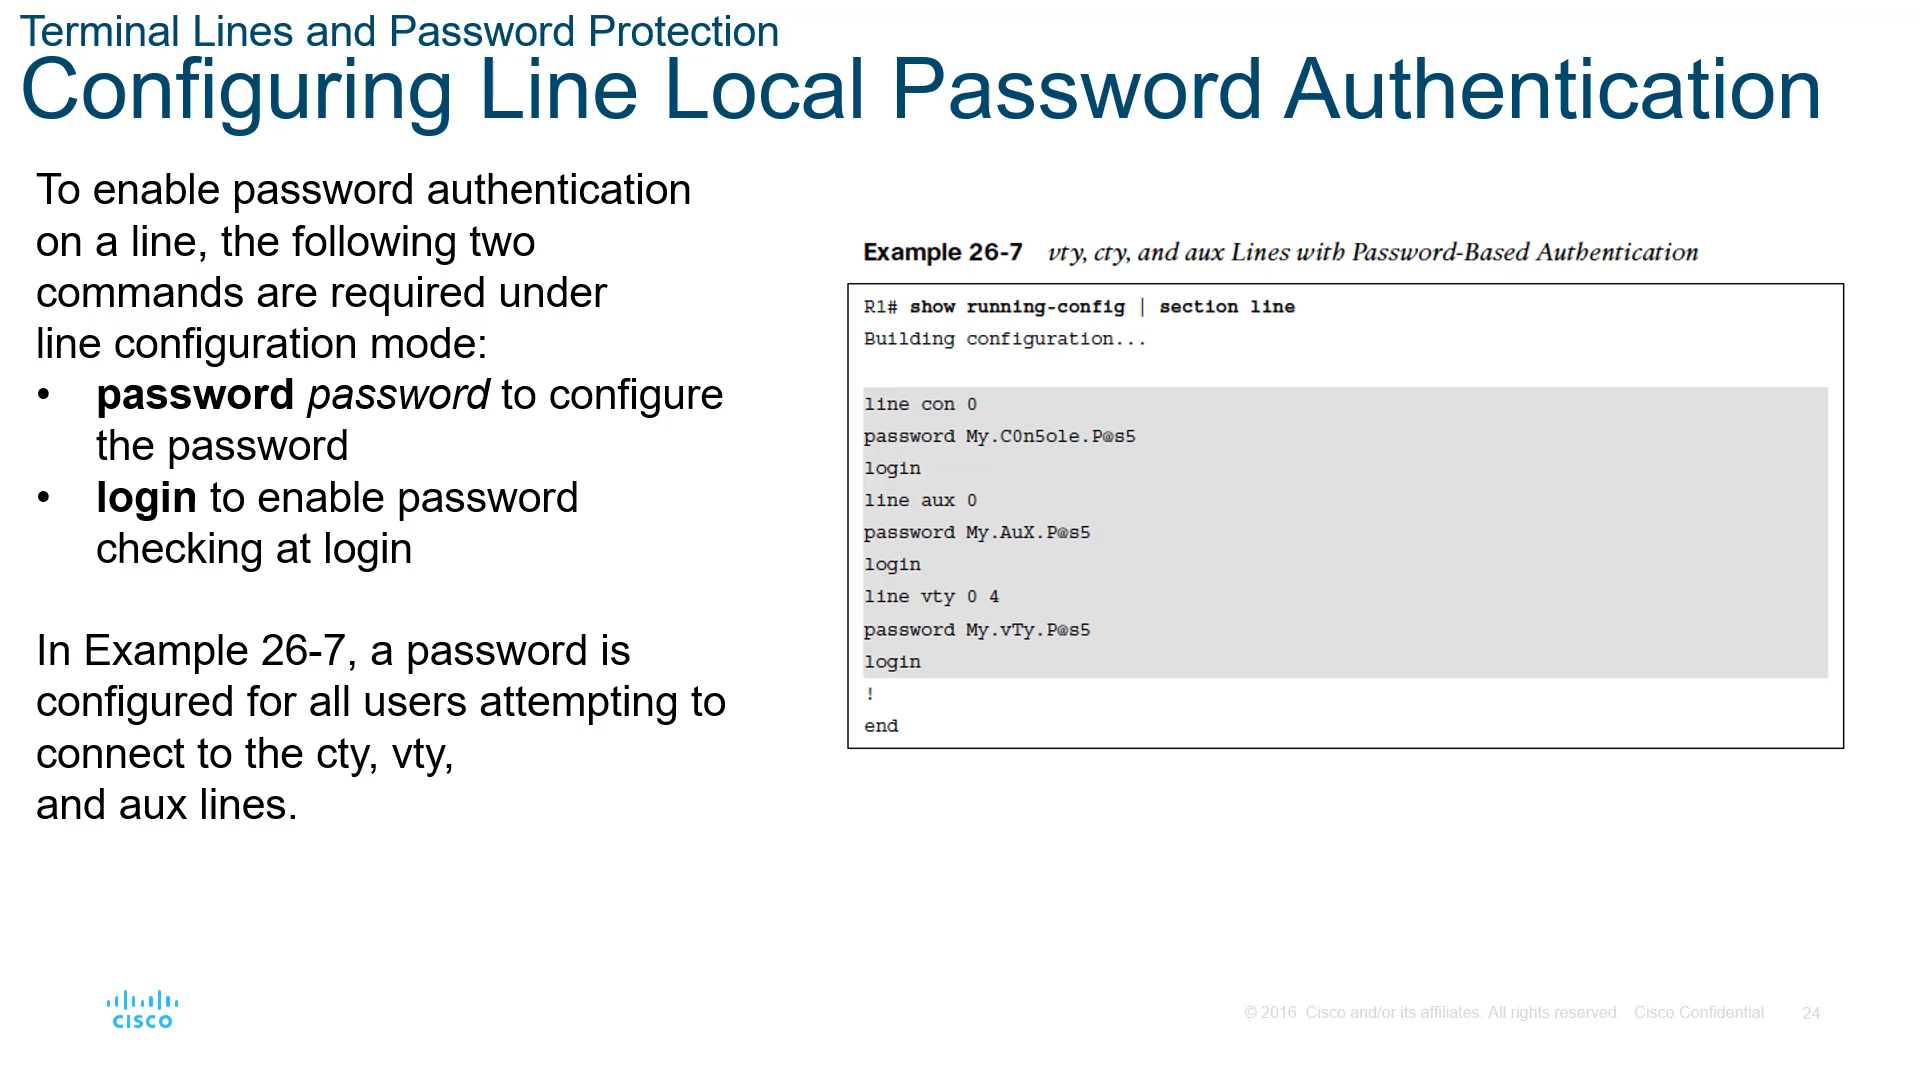 Terminal Lines and Password Protection
Configuring Line Local Password Authentication
To enable password authentication
on a line, the following two
commands are required under
line configuration mode:
• password password to configure
the password
• login to enable password
checking at login
In Example 26-7, a password is
configured for all users attempting to
connect to the cty, vty,
and aux lines.
Example 26-7 vty, cty, and aux Lines with Password-Based Authentication
R1# show running-config | section line
Building configuration...
line con 0
password My.C0n5ole.P@s5
login
line aux 0
password My.AuX.P@s5
login
line vty 0 4
password My.vTy.P@s5
login
!
end
CISCO
© 2016 Cisco and/or its affiliates. All rights reserved. Cisco Confidential 24